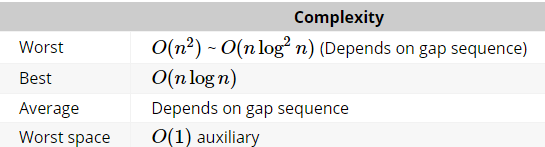 Complexity
Worst O(n²) ~ O(n log² n) (Depends on gap sequence)
Best O(n log n)
Average Depends on gap sequence
Worst space O(1) auxiliary